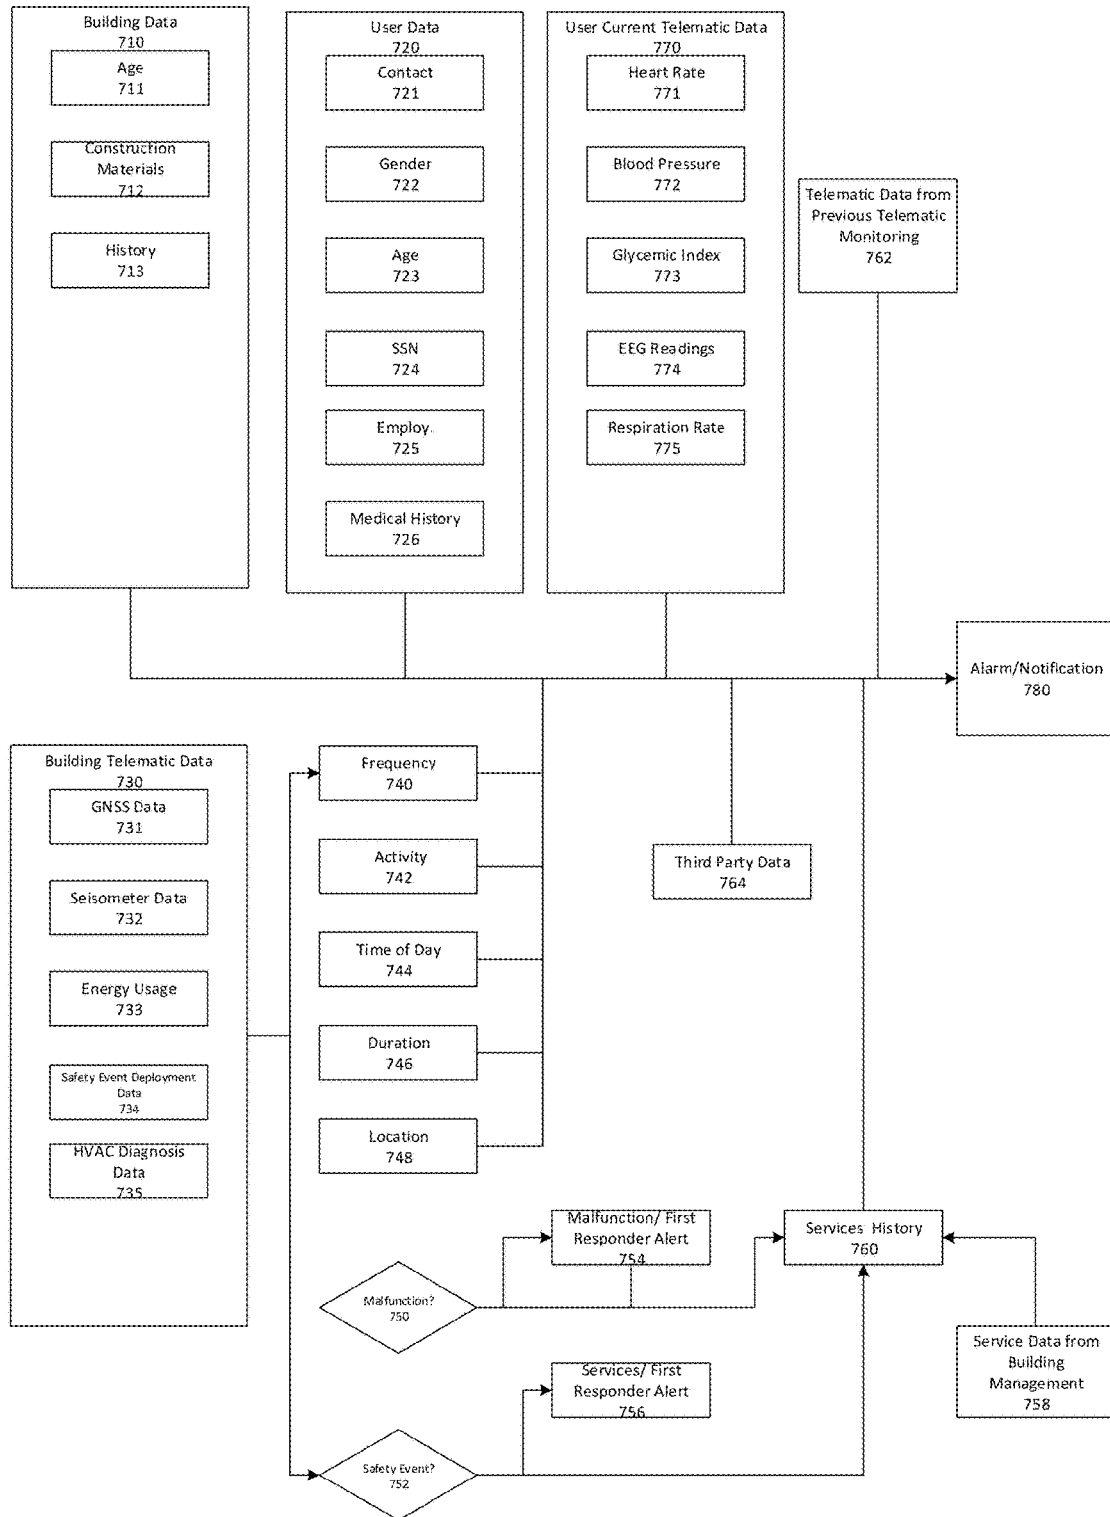 Building Data
710
Age
711
Construction
Materials
712
History
713
User Data
720
Contact
721
Gender
722
Age
723
SSN
724
Employ.
725
Medical History
726
User Current Telematic Data
770
Heart Rate
771
Blood Pressure
772
Glycemic Index
773
EEG Readings
774
Respiration Rate
775
Telematic Data from
Previous Telematic
Monitoring
762
Alarm/Notification
780
Building Telematic Data
730
GNSS Data
731
Seisometer Data
732
Energy Usage
733
Safety Event Deployment
Data
734
HVAC Diagnosis
Data
735
Frequency
740
Activity
742
Time of Day
744
Duration
746
Location
748
Third Party Data
764
Malfunction/ First
Responder Alert
754
Services History
760
Malfunction?
750
Service Data from
Building
Management
758
Services/ First
Responder Alert
756
Safety Event?
752